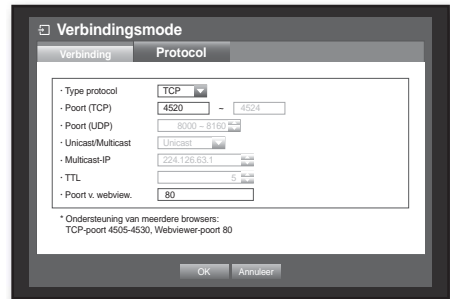 Verbindingsmode
Verbinding Protocol
· Type protocol TCP
· Poort (TCP) 4520 – 4524
· Poort (UDP) 8000 ~ 8160
· Unicast/Multicast Unicast
· Multicast-IP 224.126.63.1
· TTL 5
· Poort v. webview. 80
* Ondersteuning van meerdere browsers:
TCP-poort 4505-4530, Webviewer-poort 80
OK Annuleer